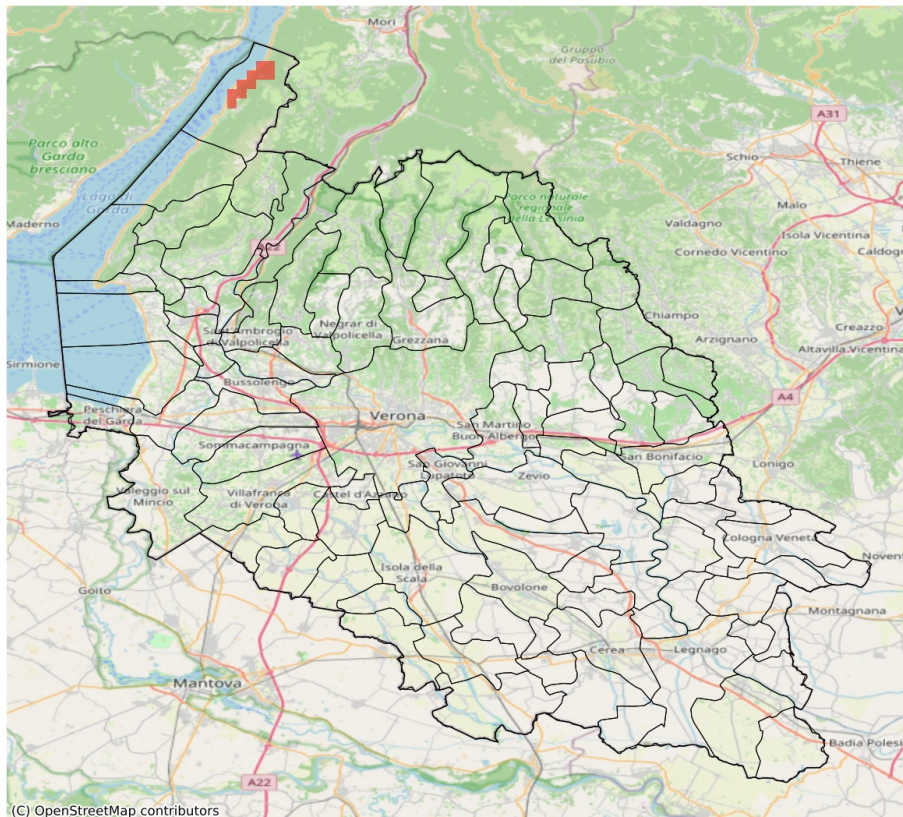 Mori
Gruppo
del Pasubio
A31
Parco alto
Garda
bresciano
Schio
Thiene
Lago di
Garda
Parco naturale
regionale
della Lessinia
Malo
Maderno
Valdagno
Isola Vicentina
Cornedo Vicentino
Caldogn
A22
Chiampo
Sant'Ambrogio
di Valpolicella
Negrar di
Valpolicella
Grezzana
Arzignano
Creazzo
Altavilla Vicentina
Sirmione
Bussolengo
A4
Peschiera
del Garda
Verona
San Martino
Buon Albergo
Sommacampagna
San Bonifacio
Lonigo
San Giovanni
Lupatoto
Zevio
Valeggio sul
Mincio
Villafranca
di Verona
Castel d'Azzano
Cologna Veneta
Isola della
Scala
Bovolone
Goito
Montagnana
Cerea
Legnago
Mantova
Badia Polesi
A22
(C) OpenStreetMap contributors